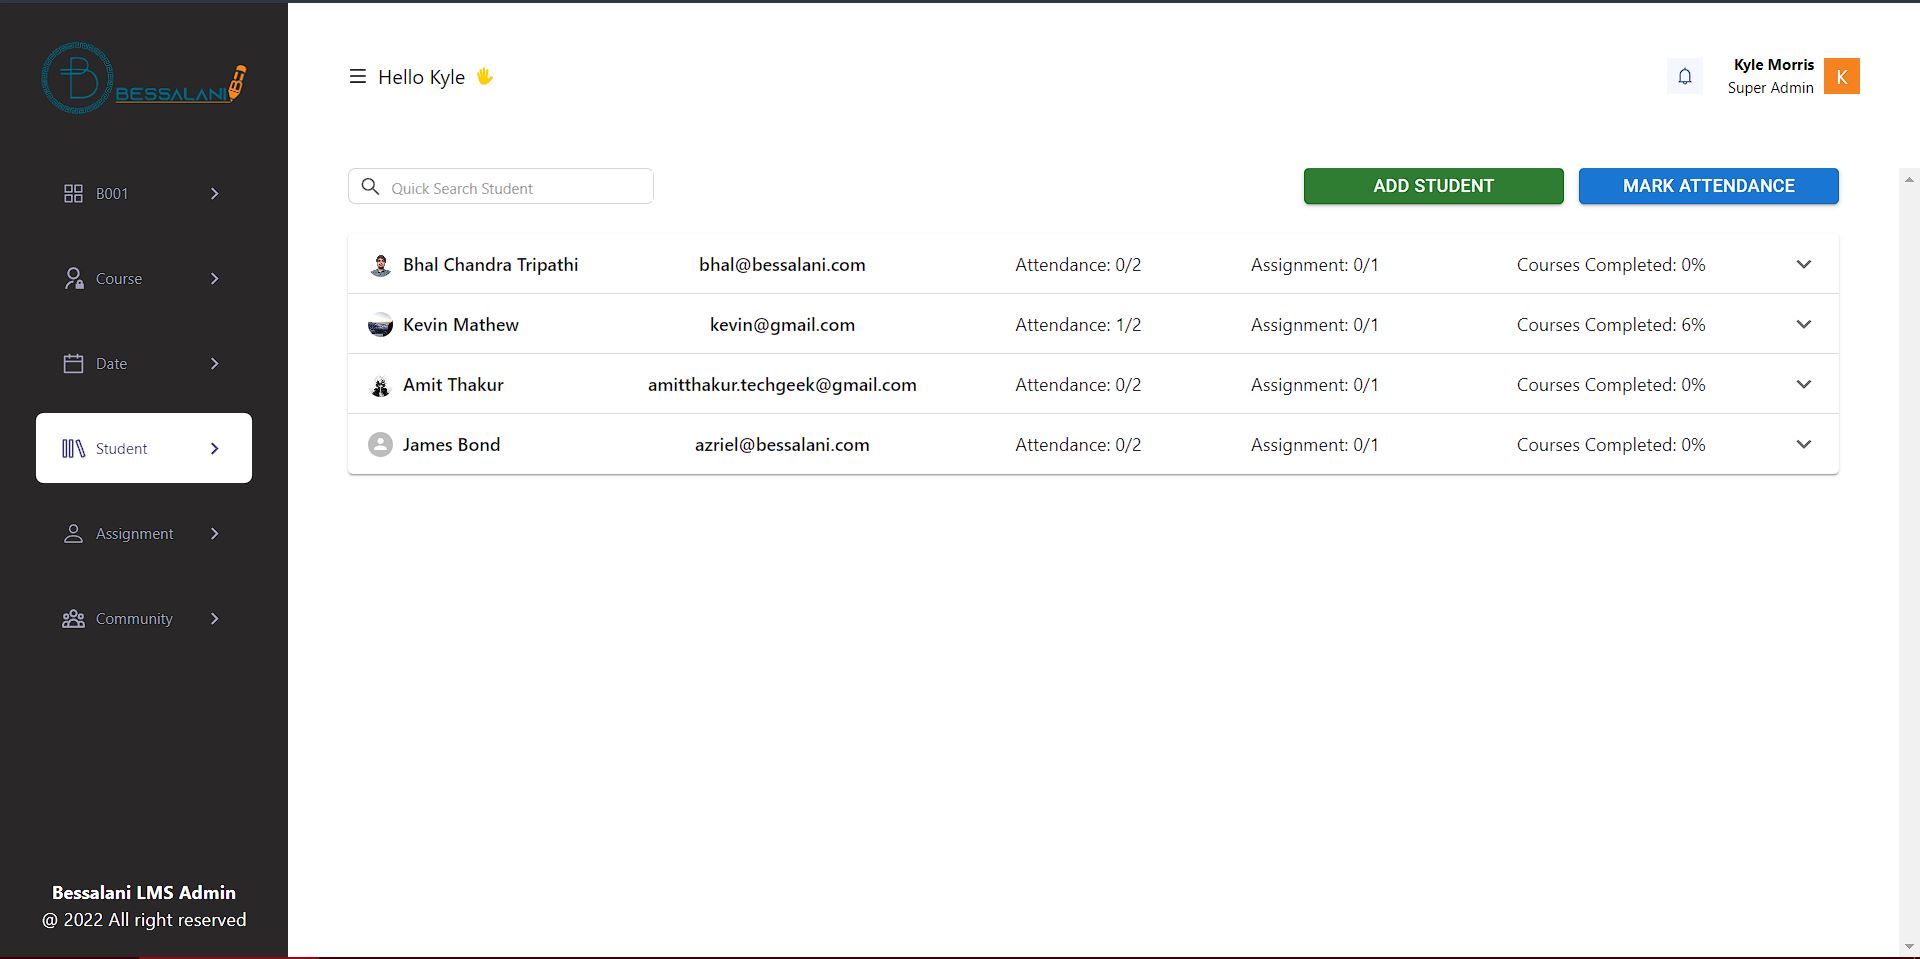 BESSALANI
Hello Kyle 🖐
Kyle Morris
Super Admin
K
B001
Course
Date
Student
Assignment
Community
Bessalani LMS Admin
@ 2022 All right reserved
Quick Search Student
ADD STUDENT
MARK ATTENDANCE
Bhal Chandra Tripathi bhal@bessalani.com Attendance: 0/2 Assignment: 0/1 Courses Completed: 0%
Kevin Mathew kevin@gmail.com Attendance: 1/2 Assignment: 0/1 Courses Completed: 6%
Amit Thakur amitthakur.techgeek@gmail.com Attendance: 0/2 Assignment: 0/1 Courses Completed: 0%
James Bond azriel@bessalani.com Attendance: 0/2 Assignment: 0/1 Courses Completed: 0%